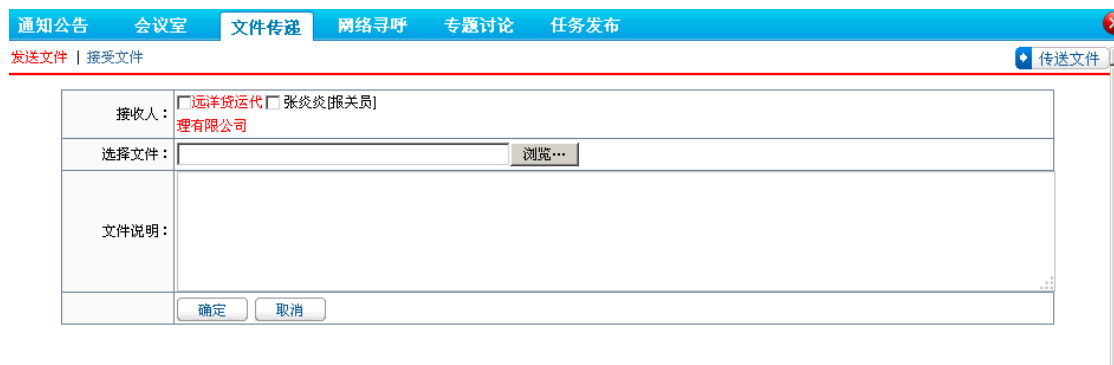 通知公告 会议室 文件传递 网络寻呼 专题讨论 任务发布
发送文件 | 接受文件 传送文件
接收人: 远洋货运代 张炎炎[报关员]
理有限公司
选择文件: 浏览…
文件说明:
确定 取消